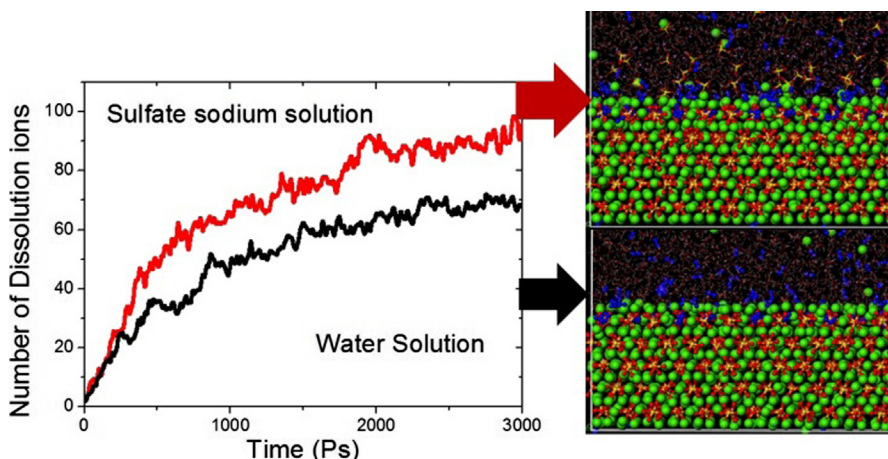 Number of Dissolution ions
100
80
60
40
20
0
Sulfate sodium solution
Water Solution
0
1000
2000
3000
Time (Ps)